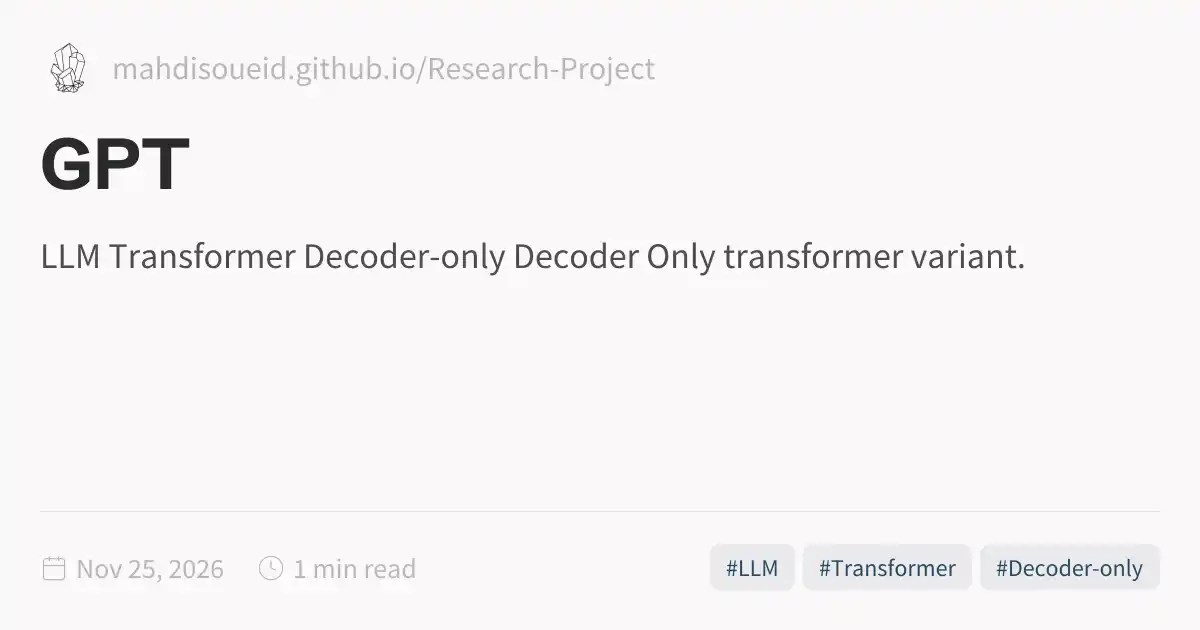 mahdisoueid.github.io/Research-Project
GPT
LLM Transformer Decoder-only Decoder Only transformer variant.
Nov 25, 2026 1 min read #LLM #Transformer #Decoder-only